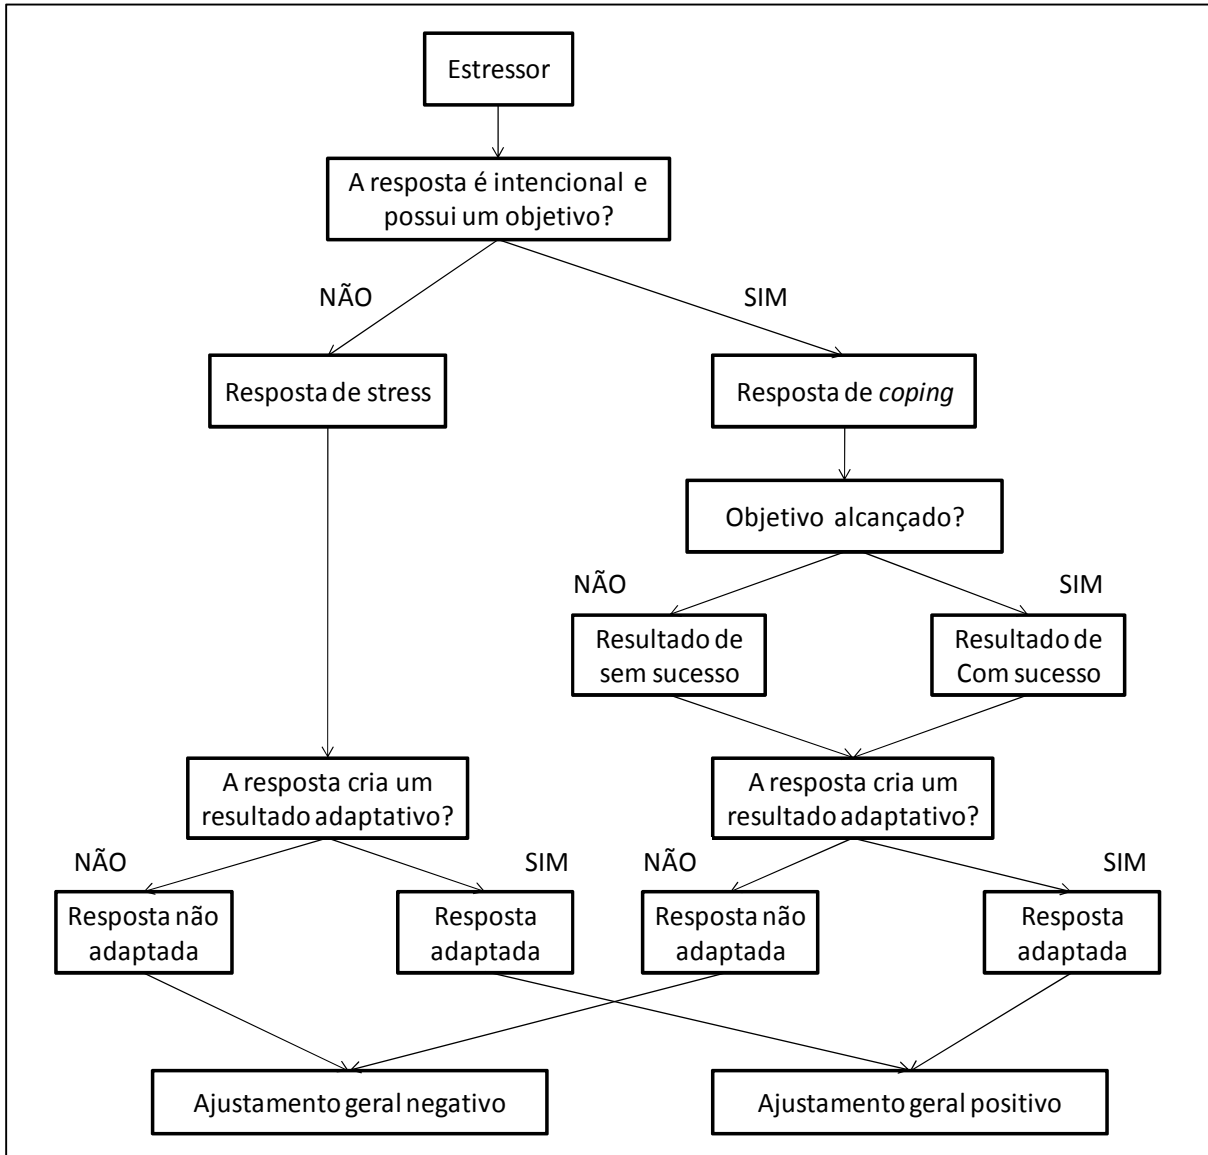 Estressor
A resposta é intencional e
possui um objetivo?
NÃO
SIM
Resposta de stress
Resposta de coping
Objetivo alcançado?
NÃO
SIM
Resultado de
sem sucesso
Resultado de
Com sucesso
A resposta cria um
resultado adaptativo?
A resposta cria um
resultado adaptativo?
NÃO
SIM
NÃO
SIM
Resposta não
adaptada
Resposta
adaptada
Resposta não
adaptada
Resposta
adaptada
Ajustamento geral negativo
Ajustamento geral positivo